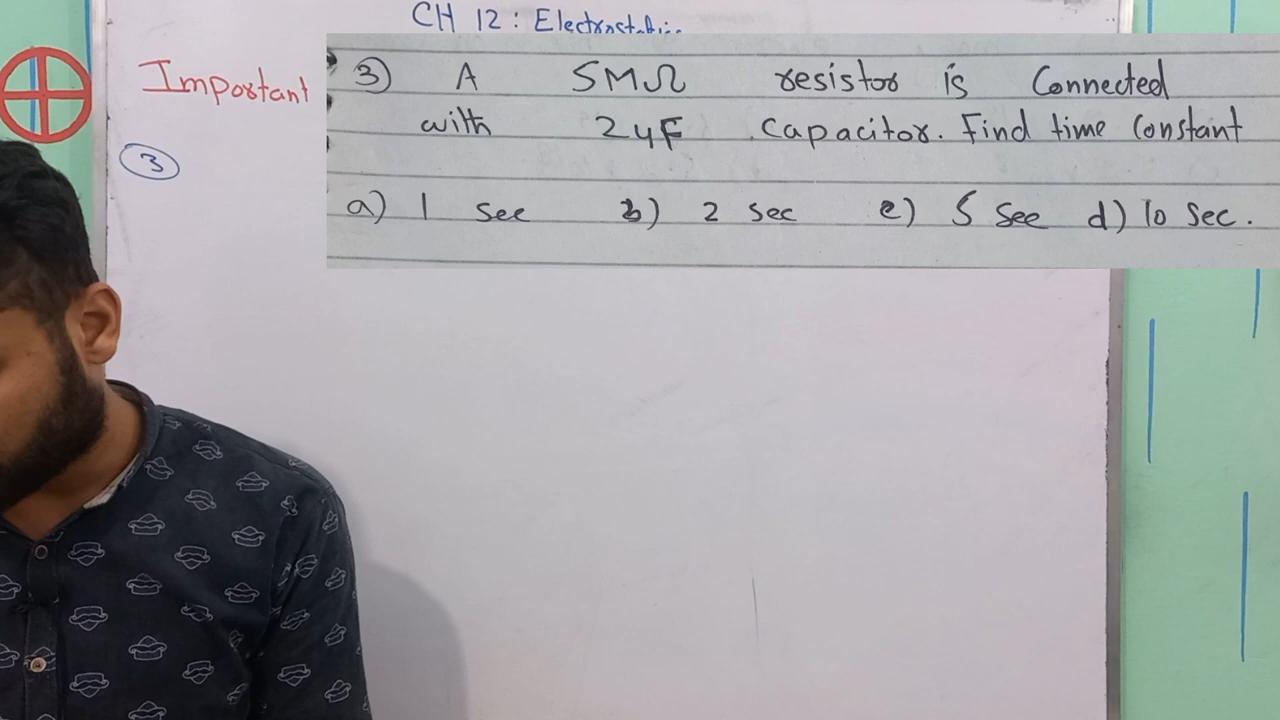 CH 12 : Electrostatics
Important
3
3) A 5MΩ resistor is Connected
with 2μF capacitor. Find time Constant
a) 1 sec b) 2 sec c) 5 sec d) 10 sec.